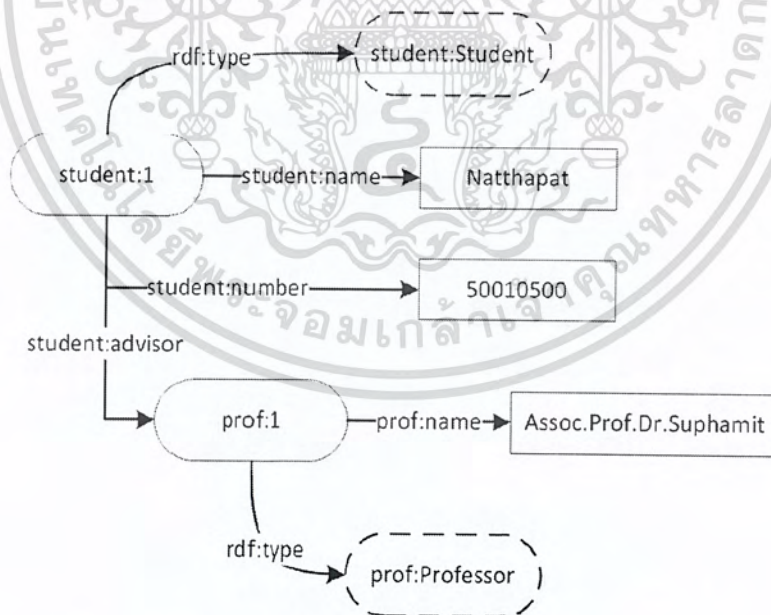 rdf:type
student:Student
student:1
student:name
Natthapat
student:number
50010500
student:advisor
prof:1
prof:name
Assoc.Prof.Dr.Suphamit
rdf:type
prof:Professor